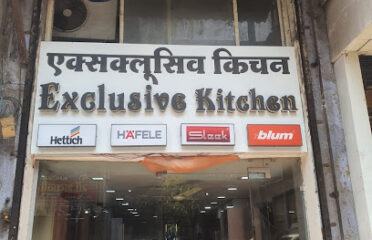 एक्सक्लूसिव किचन
Exclusive Kitchen
Hettich HÄFELE Sleek blum